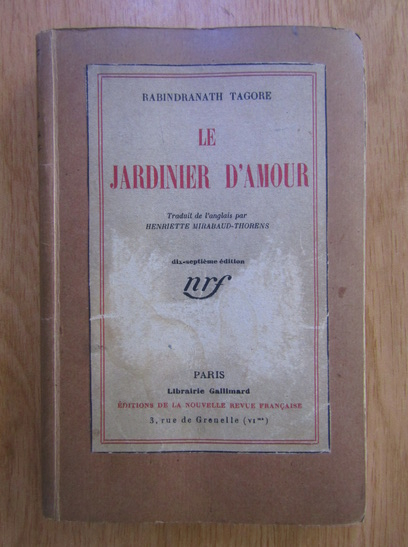 RABINDRANATH TAGORE
LE
JARDINIER D'AMOUR
Traduit de l'anglais par
HENRIETTE MIRABAUD-THORENS
dix-septième édition
nrf
PARIS
Librairie Gallimard
ÉDITIONS DE LA NOUVELLE REVUE FRANÇAISE
3, rue de Grenelle (VIme)